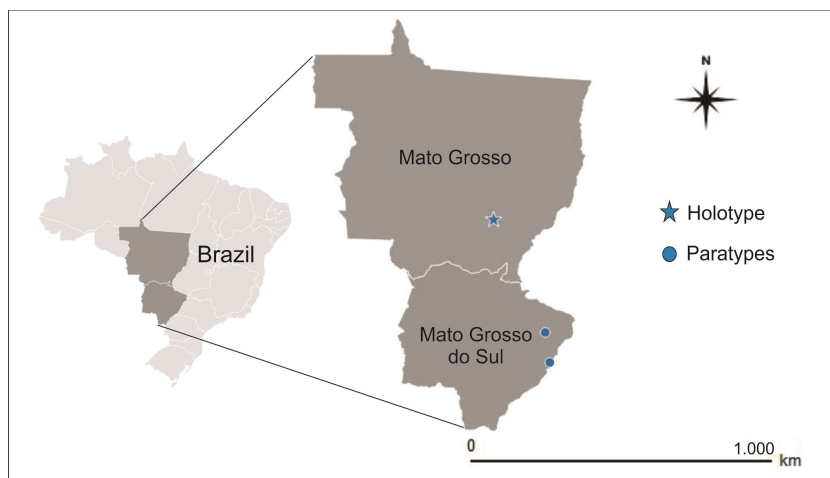 N
Mato Grosso
Holotype
Brazil
Paratypes
Mato Grosso
do Sul
0
1.000
km